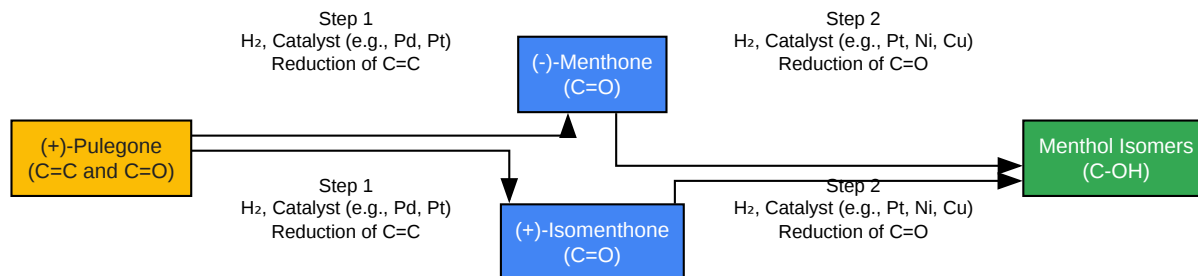 Step 1
H₂, Catalyst (e.g., Pd, Pt)
Reduction of C=C
Step 2
H₂, Catalyst (e.g., Pt, Ni, Cu)
Reduction of C=O
(-)-Menthone
(C=O)
(+)-Pulegone
(C=C and C=O)
Menthol Isomers
(C-OH)
Step 1
H₂, Catalyst (e.g., Pd, Pt)
Reduction of C=C
Step 2
H₂, Catalyst (e.g., Pt, Ni, Cu)
Reduction of C=O
(+)-Isomenthone
(C=O)